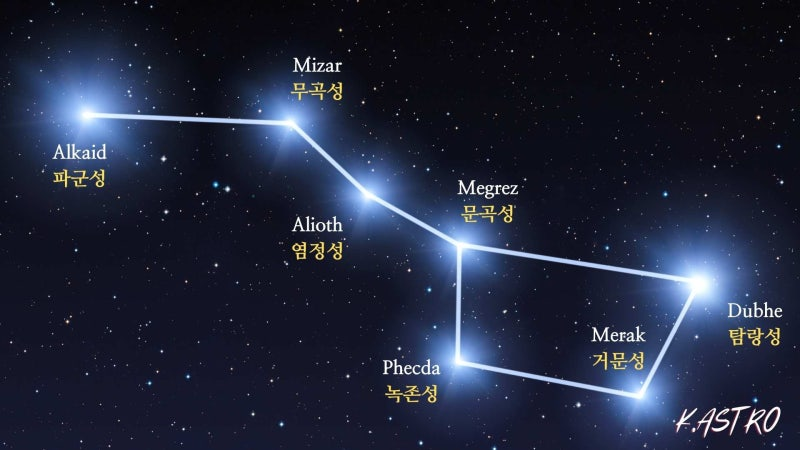 Mizar
무곡성
Alkaid
파군성
Megrez
문곡성
Alioth
염정성
Dubhe
탐랑성
Merak
거문성
Phecda
녹존성
K.ASTRO